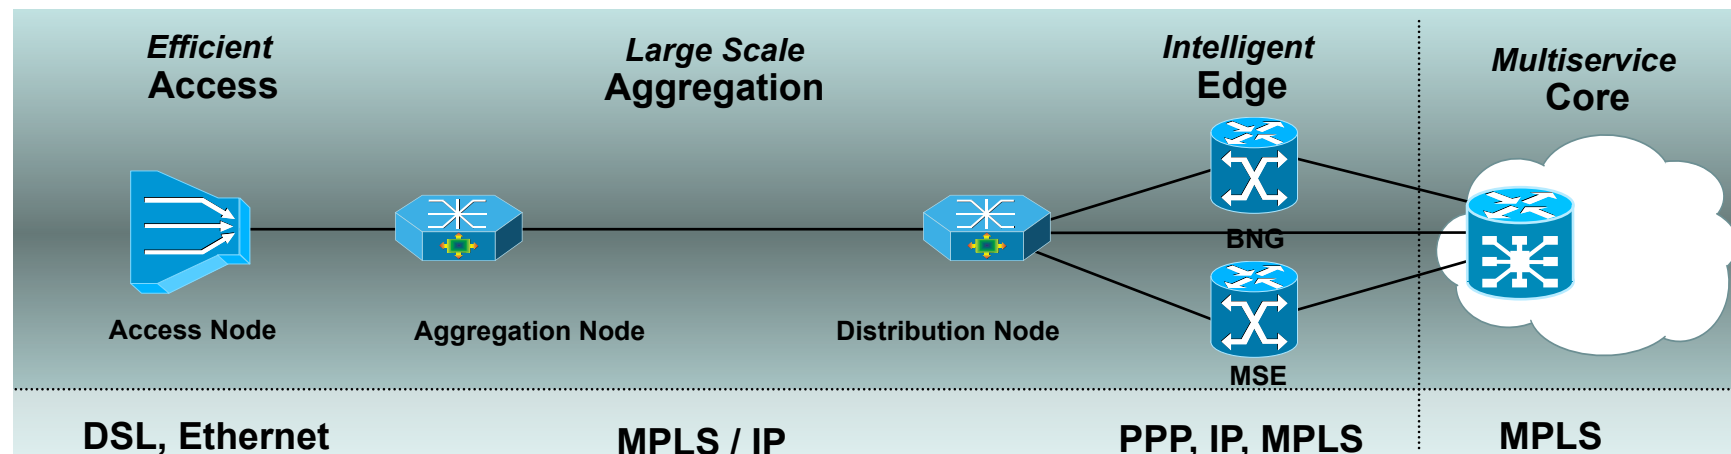 Efficient
Access
Large Scale
Aggregation
Intelligent
Edge
Multiservice
Core
BNG
Access Node
Aggregation Node
Distribution Node
MSE
DSL, Ethernet
MPLS / IP
PPP, IP, MPLS
MPLS